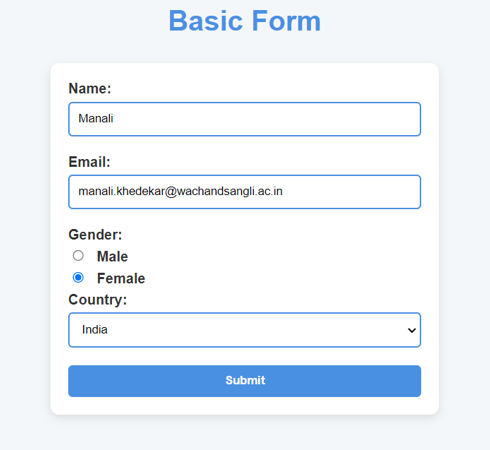 Basic Form
Name:
Manali
Email:
manali.khedekar@wachandsangli.ac.in
Gender:
Male
Female
Country:
India
Submit